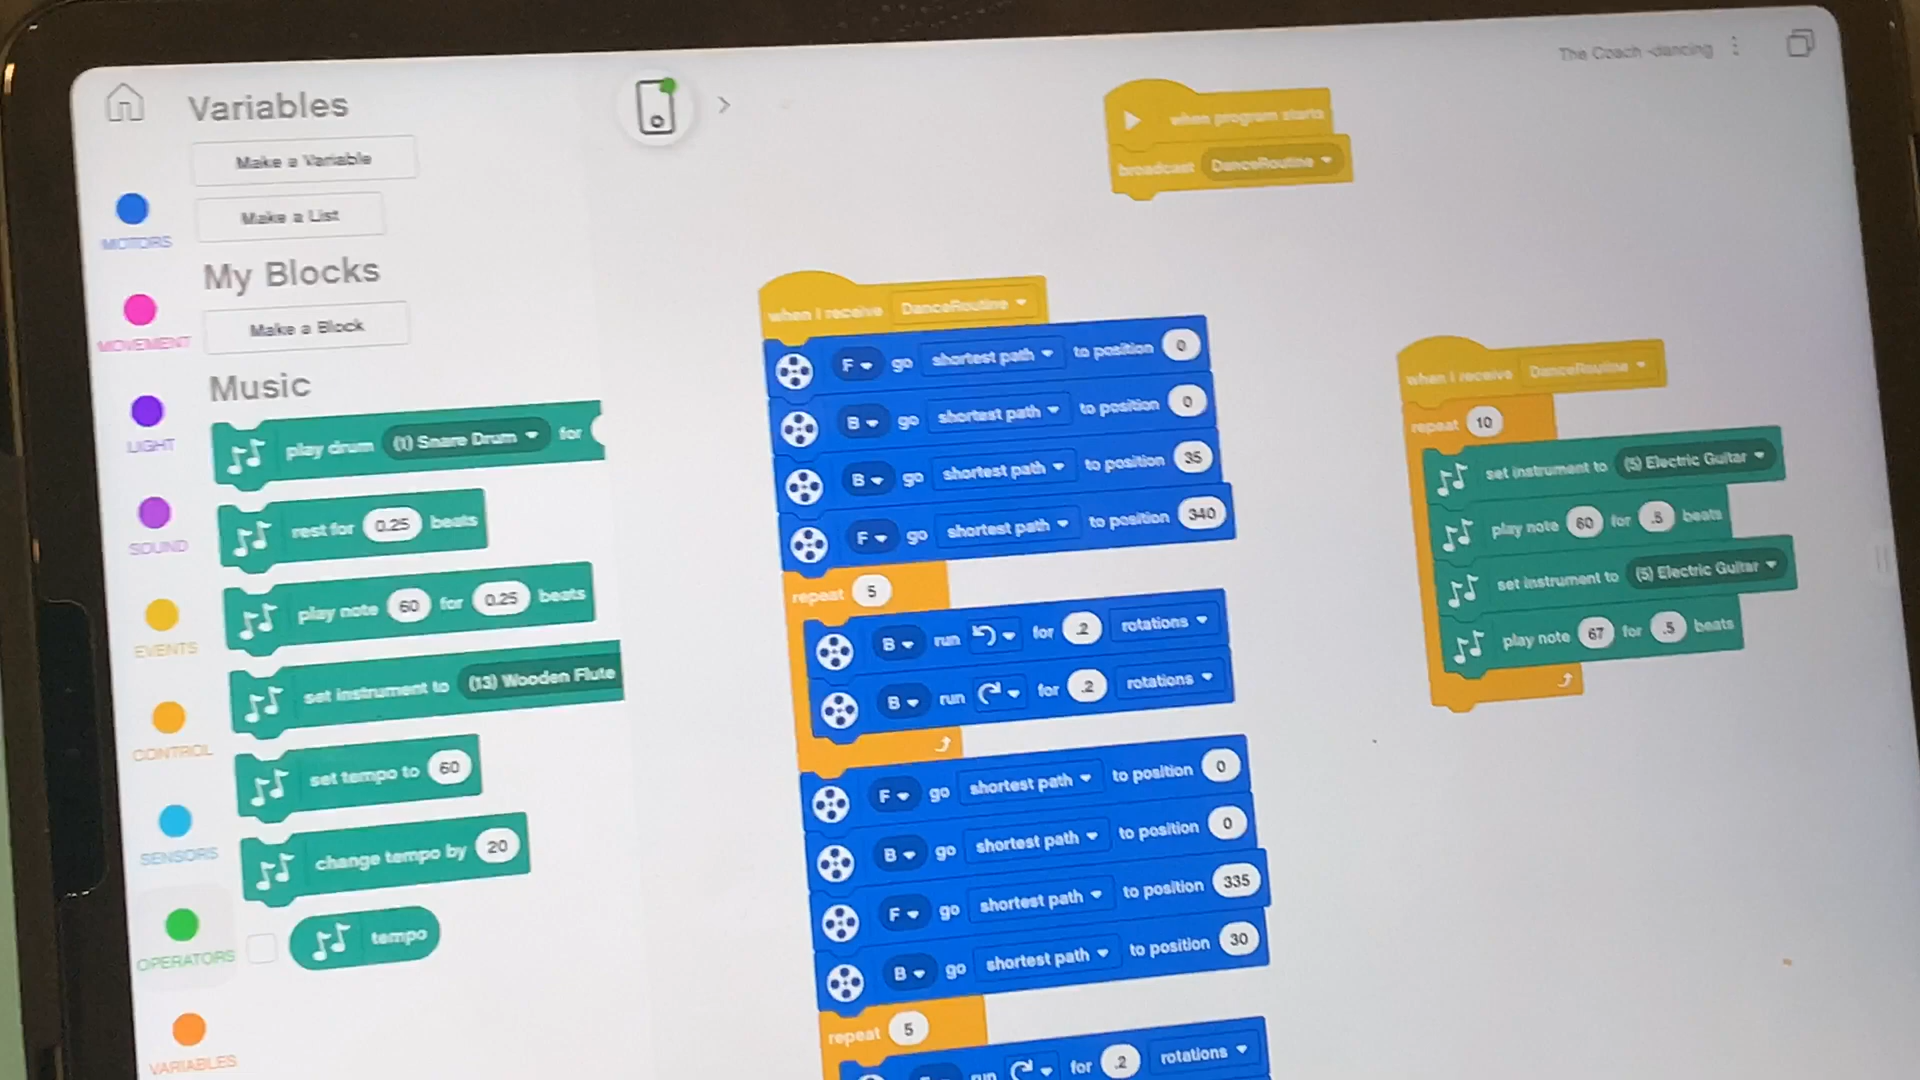 The Coach -dancing
Variables
Make a Variable
Make a List
My Blocks
Make a Block
Music
play drum (1) Snare Drum for
rest for 0.25 beats
play note 60 for 0.25 beats
set instrument to (13) Wooden Flute
set tempo to 60
change tempo by 20
tempo
MOTORS
MOVEMENT
LIGHT
SOUND
EVENTS
CONTROL
SENSORS
OPERATORS
VARIABLES
when program starts
broadcast DanceRoutine
when I receive DanceRoutine
F go shortest path to position 0
B go shortest path to position 0
B go shortest path to position 35
F go shortest path to position 340
repeat 5
B run for .2 rotations
B run for .2 rotations
F go shortest path to position 0
B go shortest path to position 0
F go shortest path to position 335
B go shortest path to position 30
repeat 5
run for .2 rotations
when I receive DanceRoutine
repeat 10
set instrument to (5) Electric Guitar
play note 60 for .5 beats
set instrument to (5) Electric Guitar
play note 67 for .5 beats